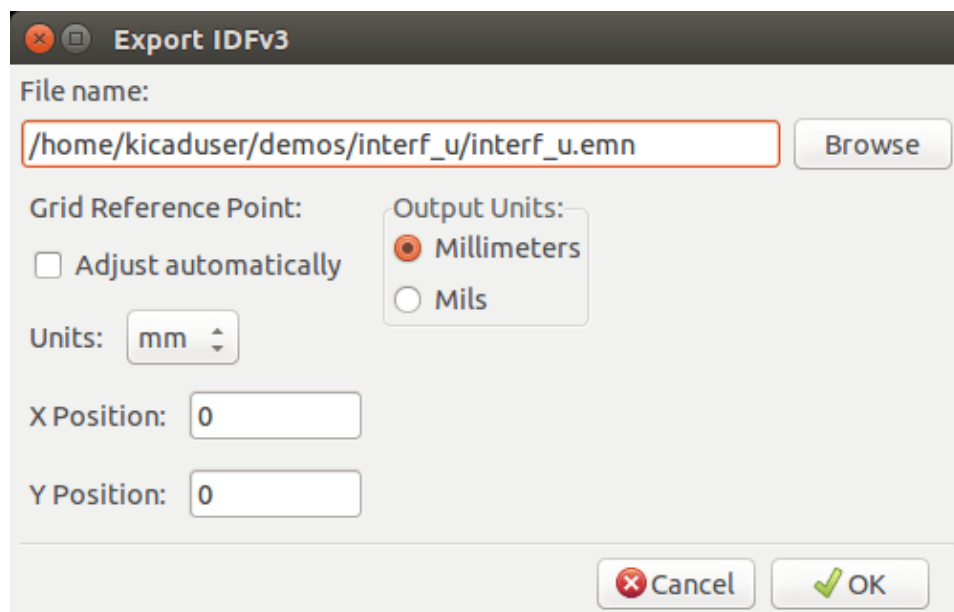 Export IDFv3
File name:
/home/kicaduser/demos/interf_u/interf_u.emn
Browse
Grid Reference Point:
Output Units:
Adjust automatically
Millimeters
Mils
Units:
mm
X Position:
0
Y Position:
0
Cancel
OK